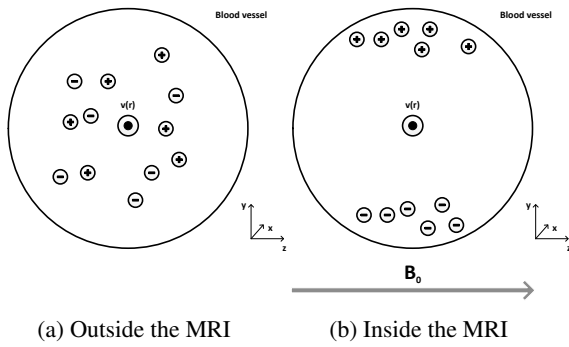 Blood vessel
v(r)
y
x
z
(a) Outside the MRI
Blood vessel
v(r)
y
x
z
B₀
(b) Inside the MRI